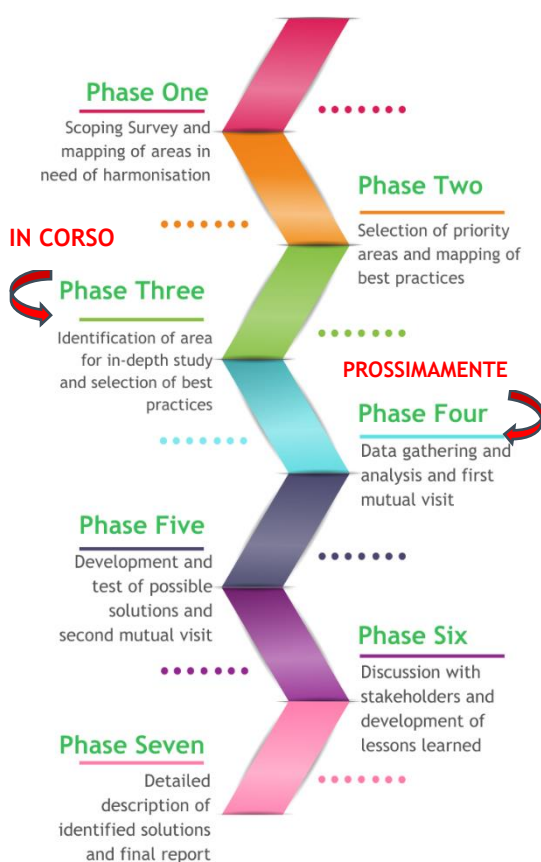 Phase One
Scoping Survey and
mapping of areas in
need of harmonisation
Phase Two
Selection of priority
areas and mapping of
best practices
IN CORSO
Phase Three
Identification of area
for in-depth study
and selection of best
practices
PROSSIMAMENTE
Phase Four
Data gathering and
analysis and first
mutual visit
Phase Five
Development and
test of possible
solutions and
second mutual visit
Phase Six
Discussion with
stakeholders and
development of
lessons learned
Phase Seven
Detailed
description of
identified solutions
and final report